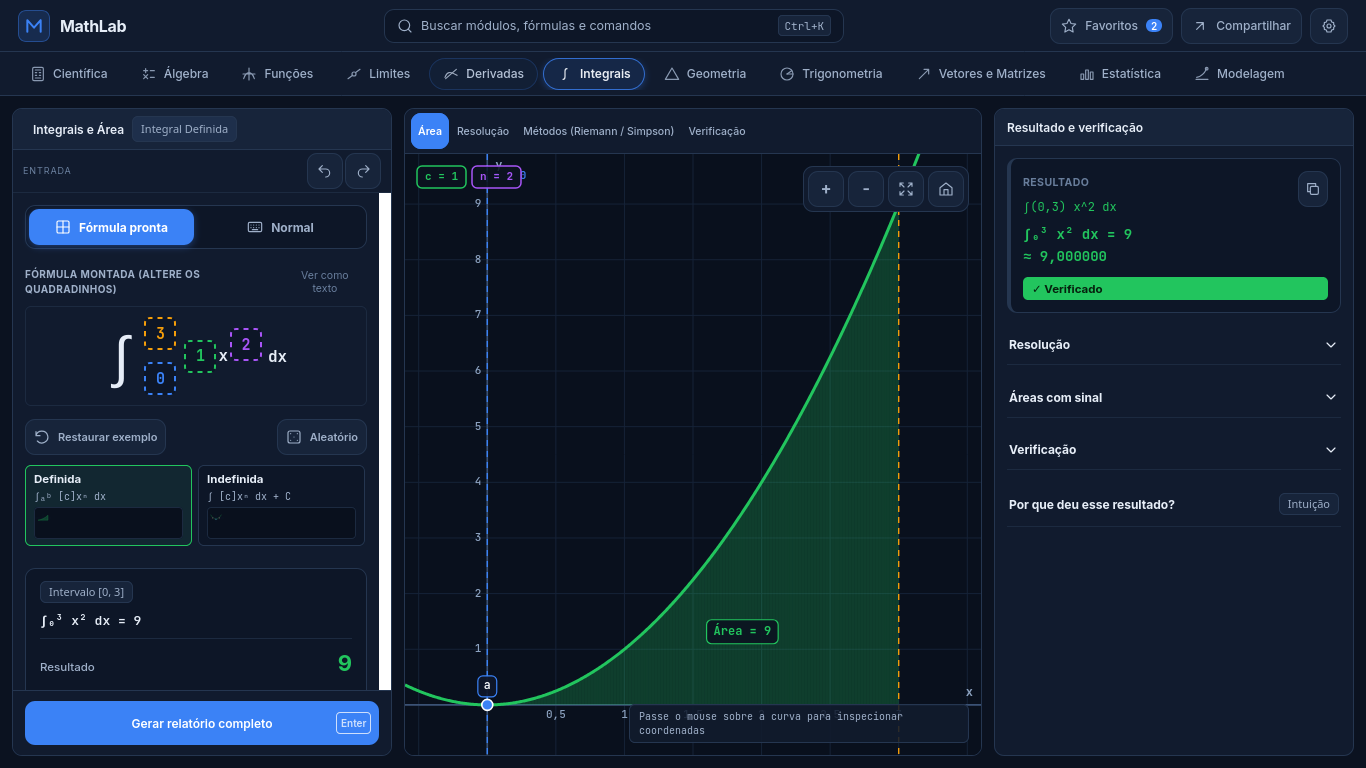 MathLab
Buscar módulos, fórmulas e comandos
Ctrl+K
Favoritos 2
Compartilhar
Científica
Álgebra
Funções
Limites
Derivadas
∫ Integrais
Geometria
Trigonometria
Vetores e Matrizes
Estatística
Modelagem
Integrais e Área
Integral Definida
ENTRADA
Fórmula pronta
Normal
FÓRMULA MONTADA (ALTERE OS
QUADRADINHOS)
Ver como
texto
∫ 3 0 1 x 2 dx
Restaurar exemplo
Aleatório
Definida
∫ₐᵇ [c]xⁿ dx
Indefinida
∫ [c]xⁿ dx + C
Intervalo [0, 3]
∫₀³ x² dx = 9
Resultado
9
Gerar relatório completo
Enter
Área
Resolução
Métodos (Riemann / Simpson)
Verificação
c = 1
n = 2
y
0
+
-
9
8
7
6
5
4
3
2
1
Área = 9
a
x
0,5
1
Passe o mouse sobre a curva para inspecionar
coordenadas
Resultado e verificação
RESULTADO
∫(0,3) x^2 dx
∫₀³ x² dx = 9
≈ 9,000000
✓ Verificado
Resolução
Áreas com sinal
Verificação
Por que deu esse resultado?
Intuição